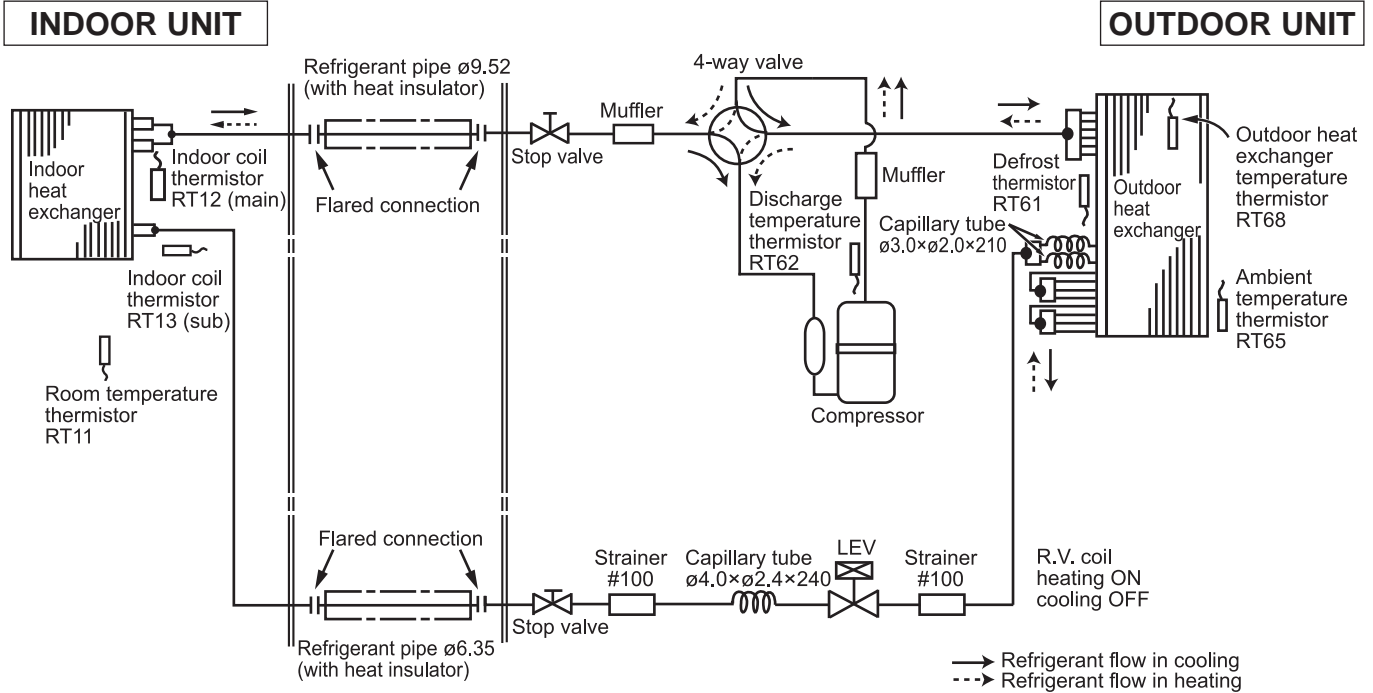 INDOOR UNIT
OUTDOOR UNIT
Refrigerant pipe ø9.52
(with heat insulator)
4-way valve
Muffler
Stop valve
Indoor
heat
exchanger
Indoor coil
thermistor
RT12 (main)
Flared connection
Muffler
Discharge
temperature
thermistor
RT62
Defrost
thermistor
RT61
Outdoor
heat
exchanger
Outdoor heat
exchanger
temperature
thermistor
RT68
Capillary tube
ø3.0×ø2.0×210
Indoor coil
thermistor
RT13 (sub)
Ambient
temperature
thermistor
RT65
Room temperature
thermistor
RT11
Compressor
Flared connection
Strainer
#100
Capillary tube
ø4.0×ø2.4×240
LEV
Strainer
#100
R.V. coil
heating ON
cooling OFF
Stop valve
Refrigerant pipe ø6.35
(with heat insulator)
Refrigerant flow in cooling
Refrigerant flow in heating